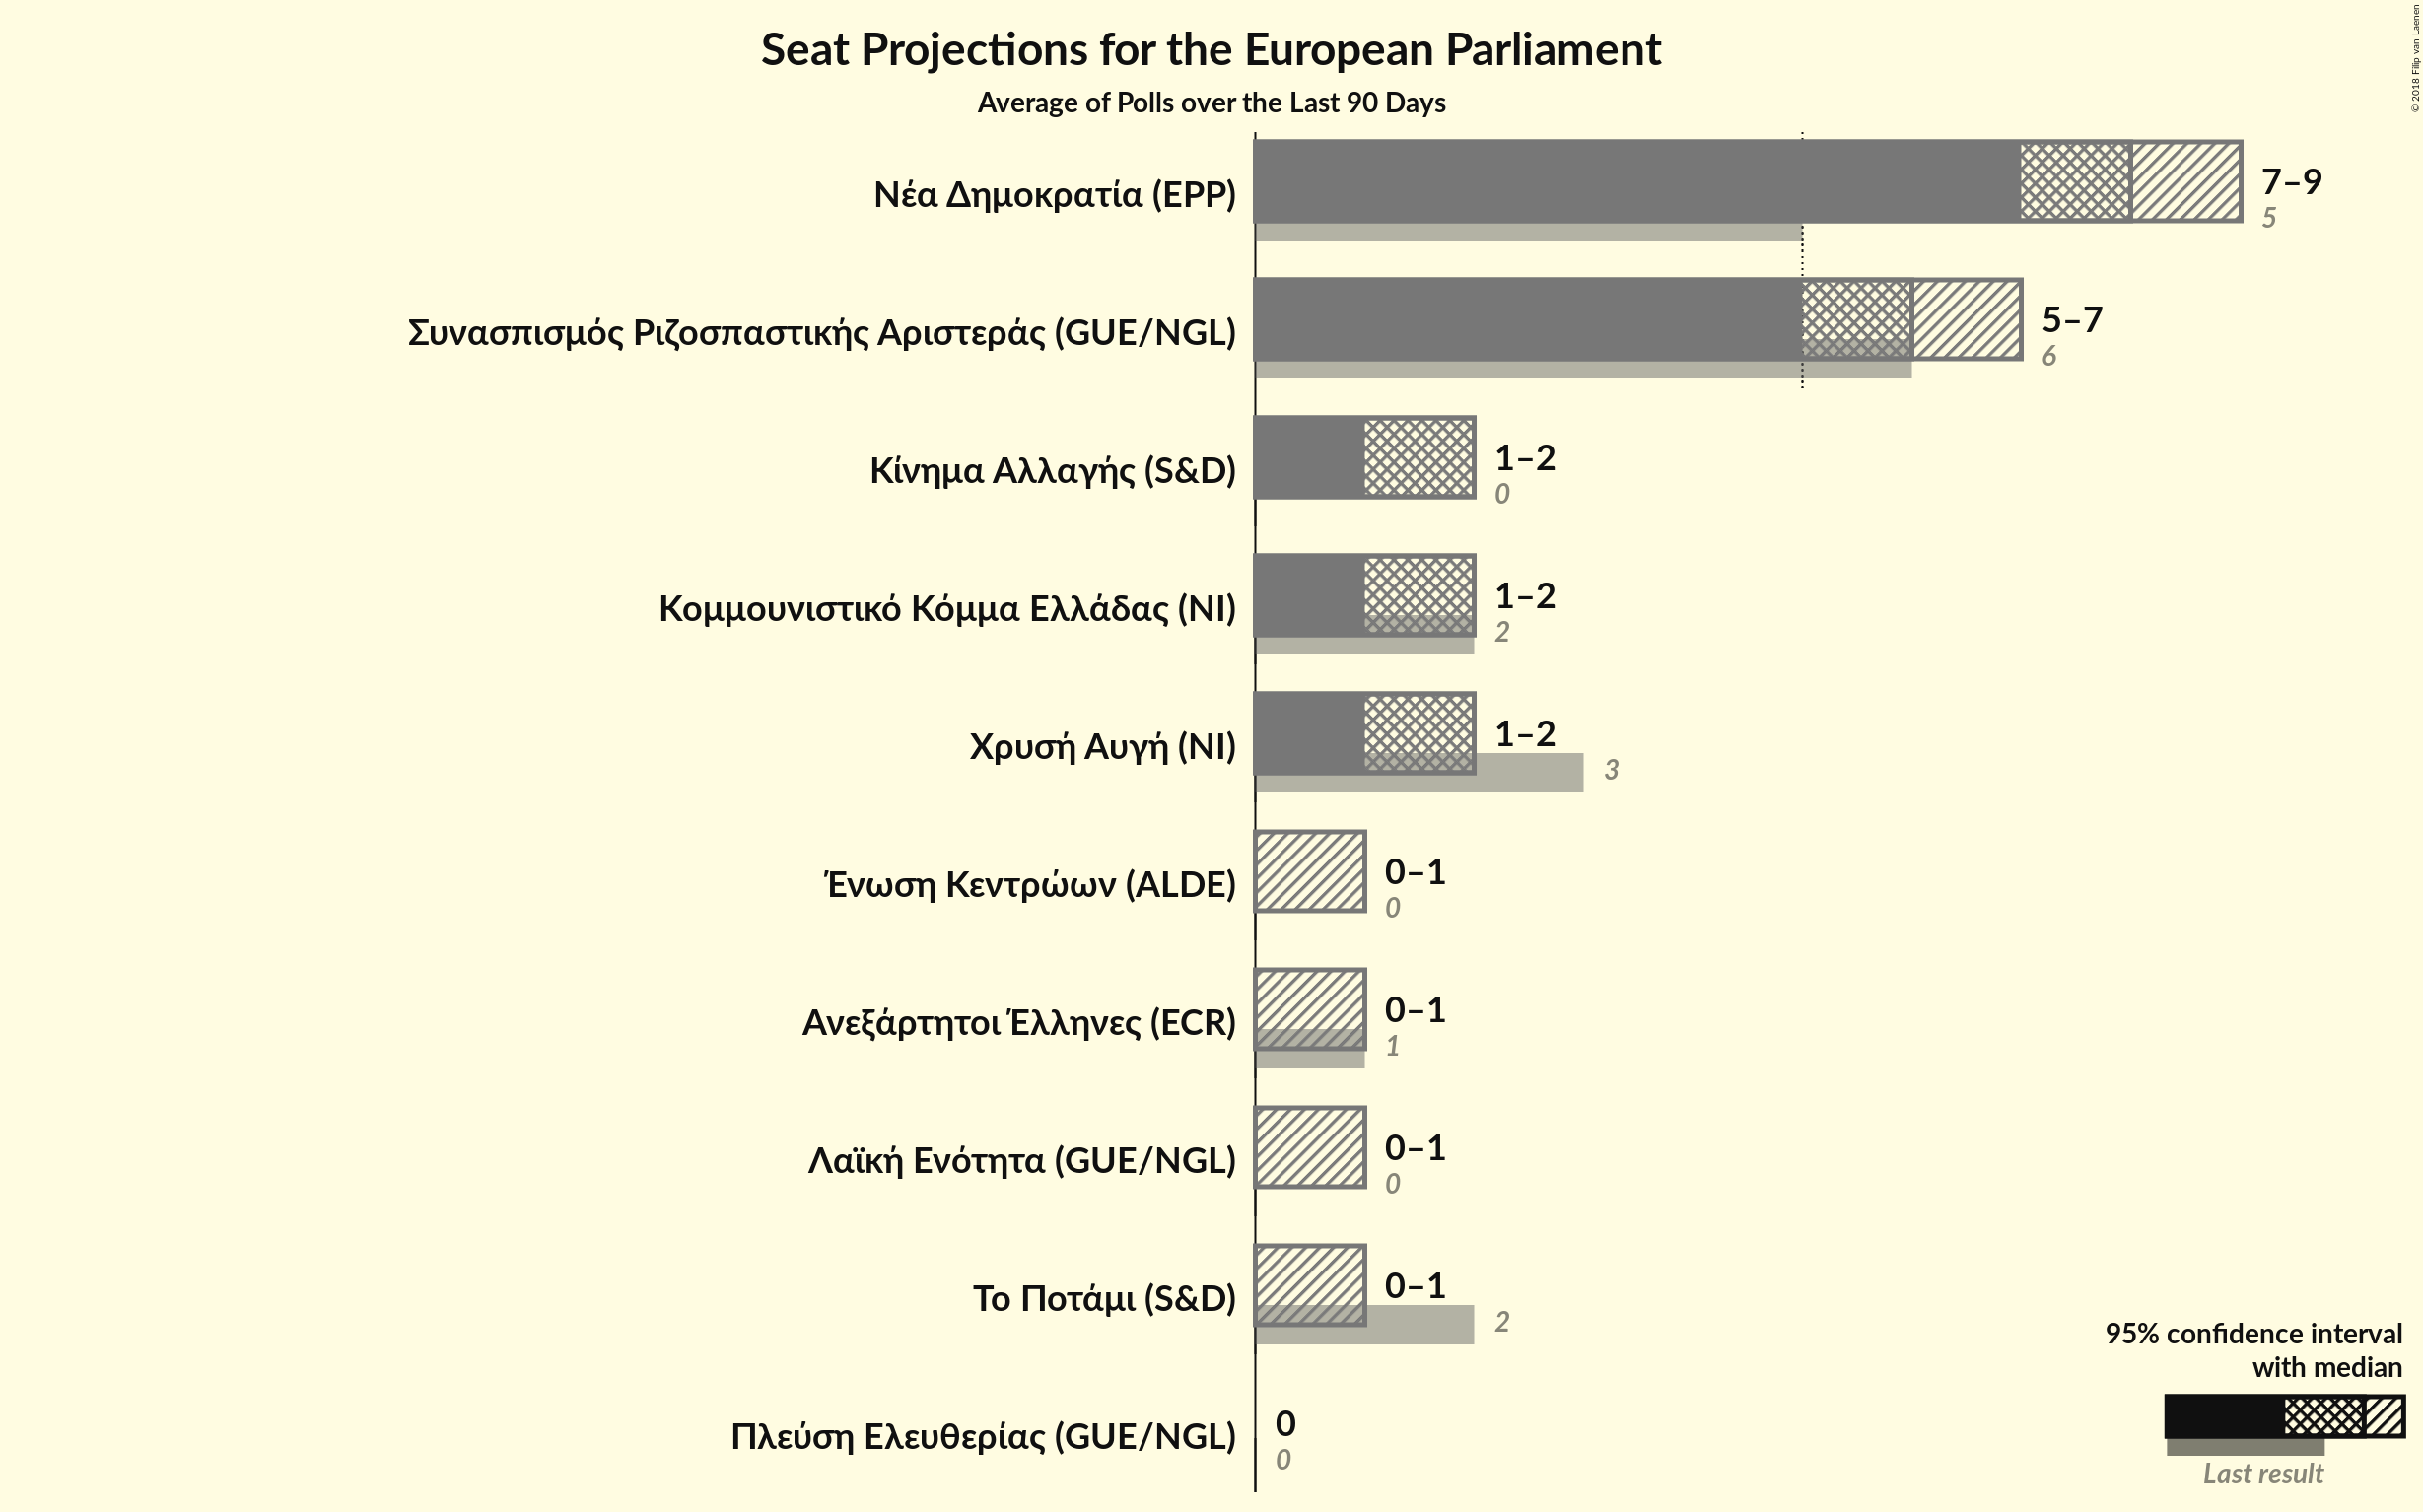 Seat Projections for the European Parliament
Average of Polls over the Last 90 Days
© 2018 Filip van Laenen
Νέα Δημοκρατία (EPP)
7–9
5
Συνασπισμός Ριζοσπαστικής Αριστεράς (GUE/NGL)
5–7
6
Κίνημα Αλλαγής (S&D)
1–2
0
Κομμουνιστικό Κόμμα Ελλάδας (NI)
1–2
2
Χρυσή Αυγή (NI)
1–2
3
Ένωση Κεντρώων (ALDE)
0–1
0
Ανεξάρτητοι Έλληνες (ECR)
0–1
1
Λαϊκή Ενότητα (GUE/NGL)
0–1
0
Το Ποτάμι (S&D)
0–1
2
Πλεύση Ελευθερίας (GUE/NGL)
0
0
95% confidence interval
with median
Last result